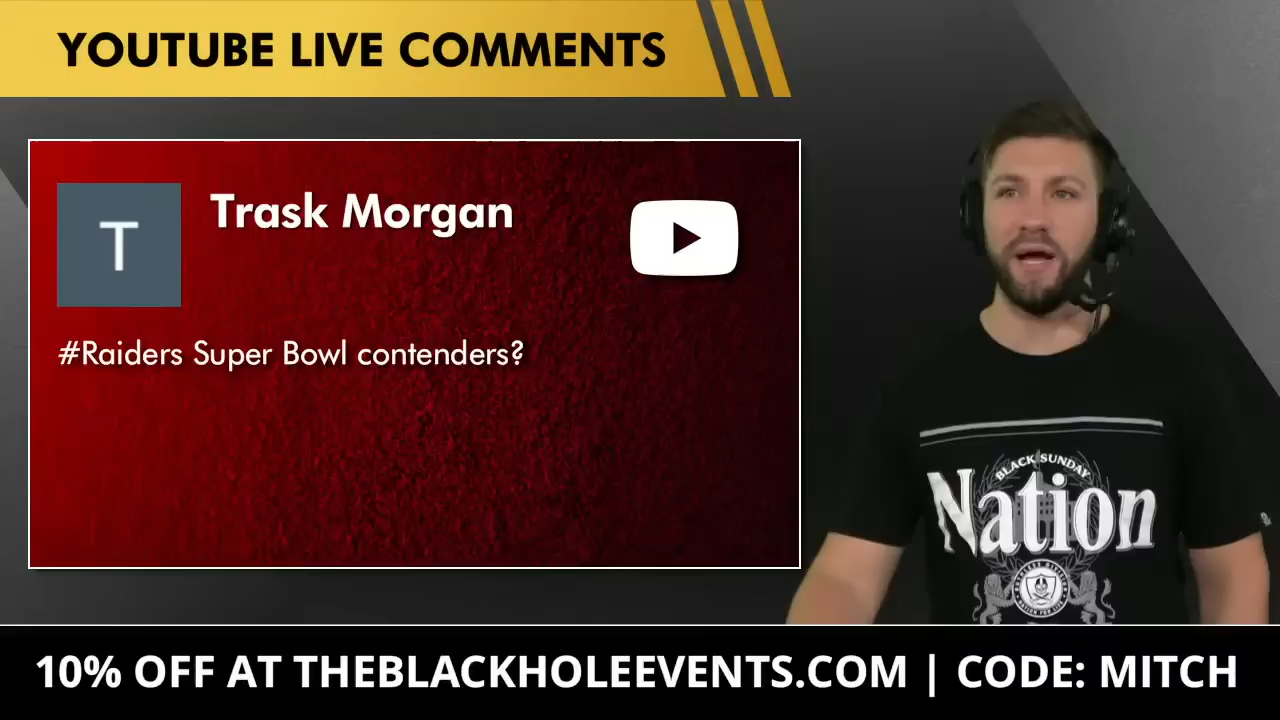 YOUTUBE LIVE COMMENTS
T
Trask Morgan
#Raiders Super Bowl contenders?
BLACK SUNDAY
Nation
10% OFF AT THEBLACKHOLEEVENTS.COM | CODE: MITCH